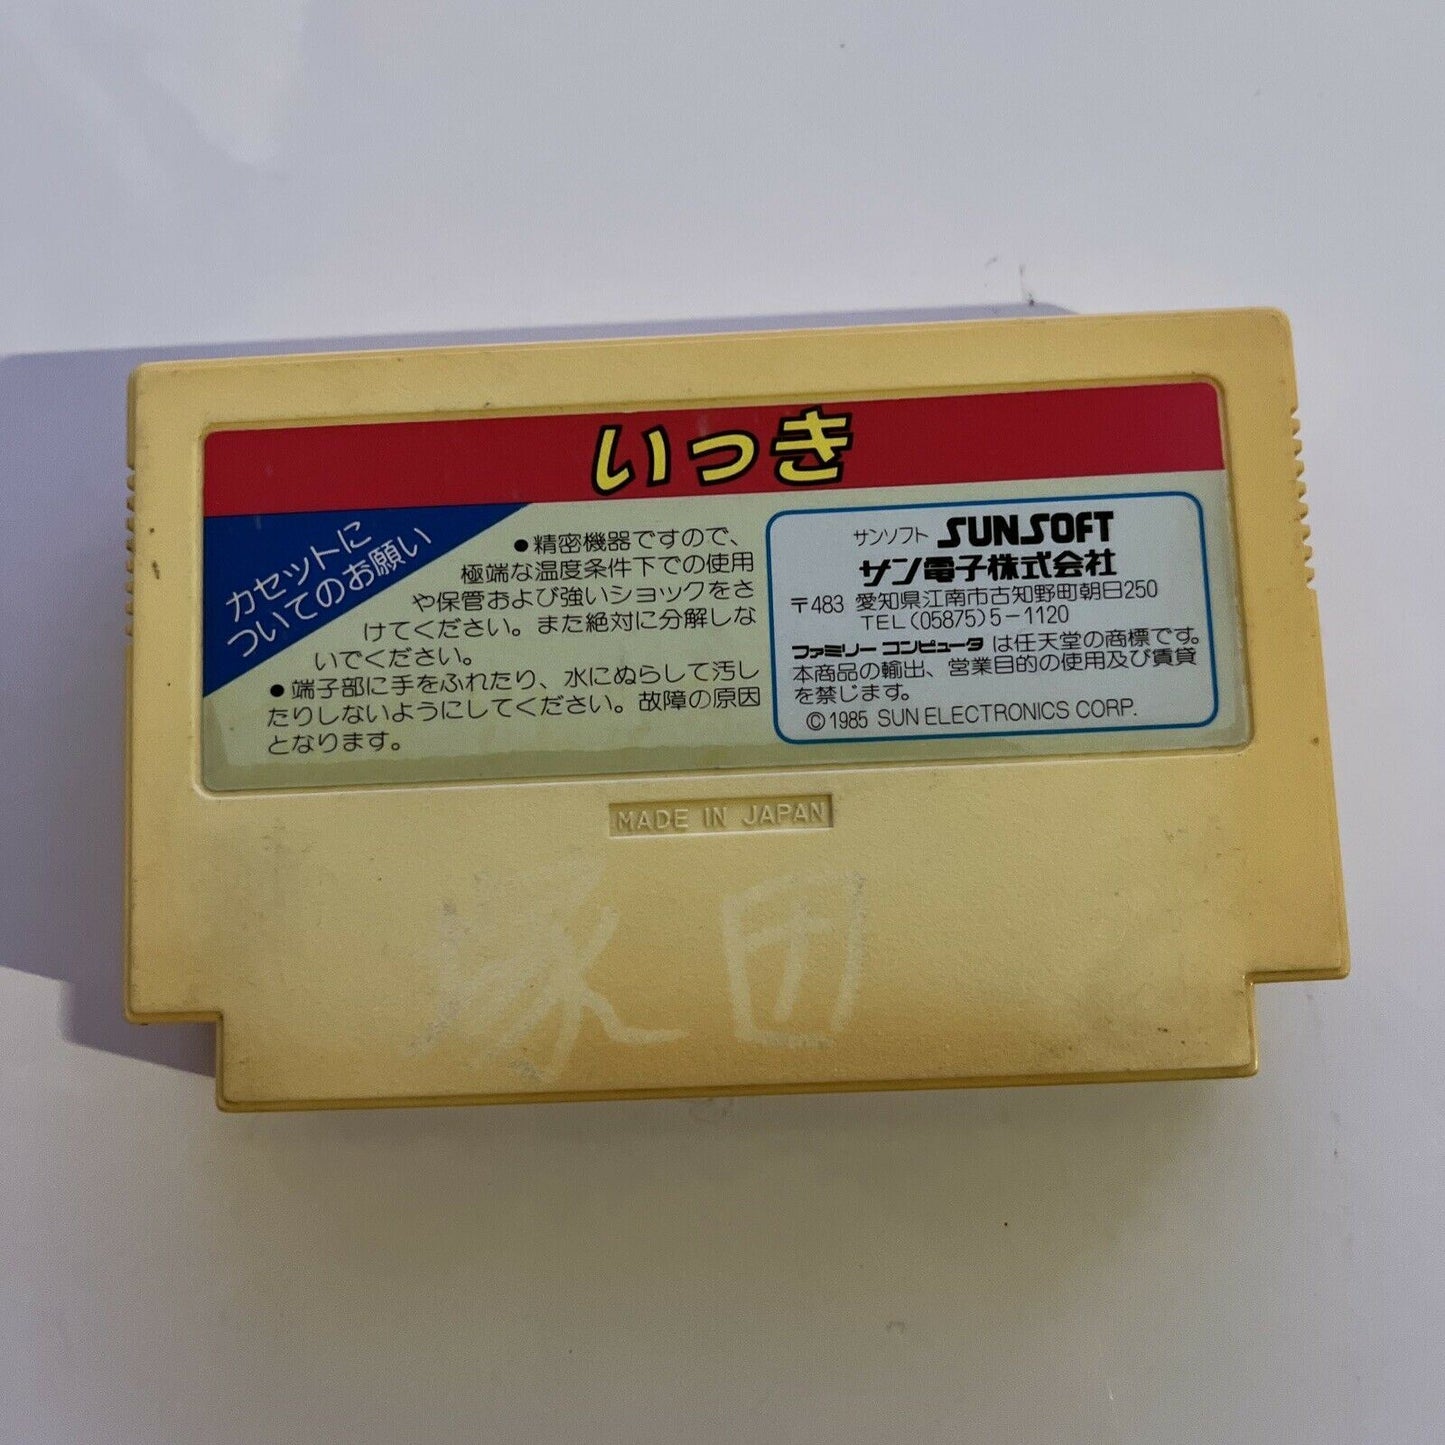 いっき
カセットに
ついてのお願い
●精密機器ですので、
極端な温度条件下での使用
や保管および強いショックをさ
けてください。また絶対に分解しな
いでください。
●端子部に手をふれたり、水にぬらして汚し
たりしないようにしてください。故障の原因
となります。
サンソフト SUNSOFT
サン電子株式会社
〒483 愛知県江南市古知野町朝日250
TEL(05875)5-1120
ファミリー コンピュータ は任天堂の商標です。
本商品の輸出、営業目的の使用及び賃貸
を禁じます。
©1985 SUN ELECTRONICS CORP.
MADE IN JAPAN